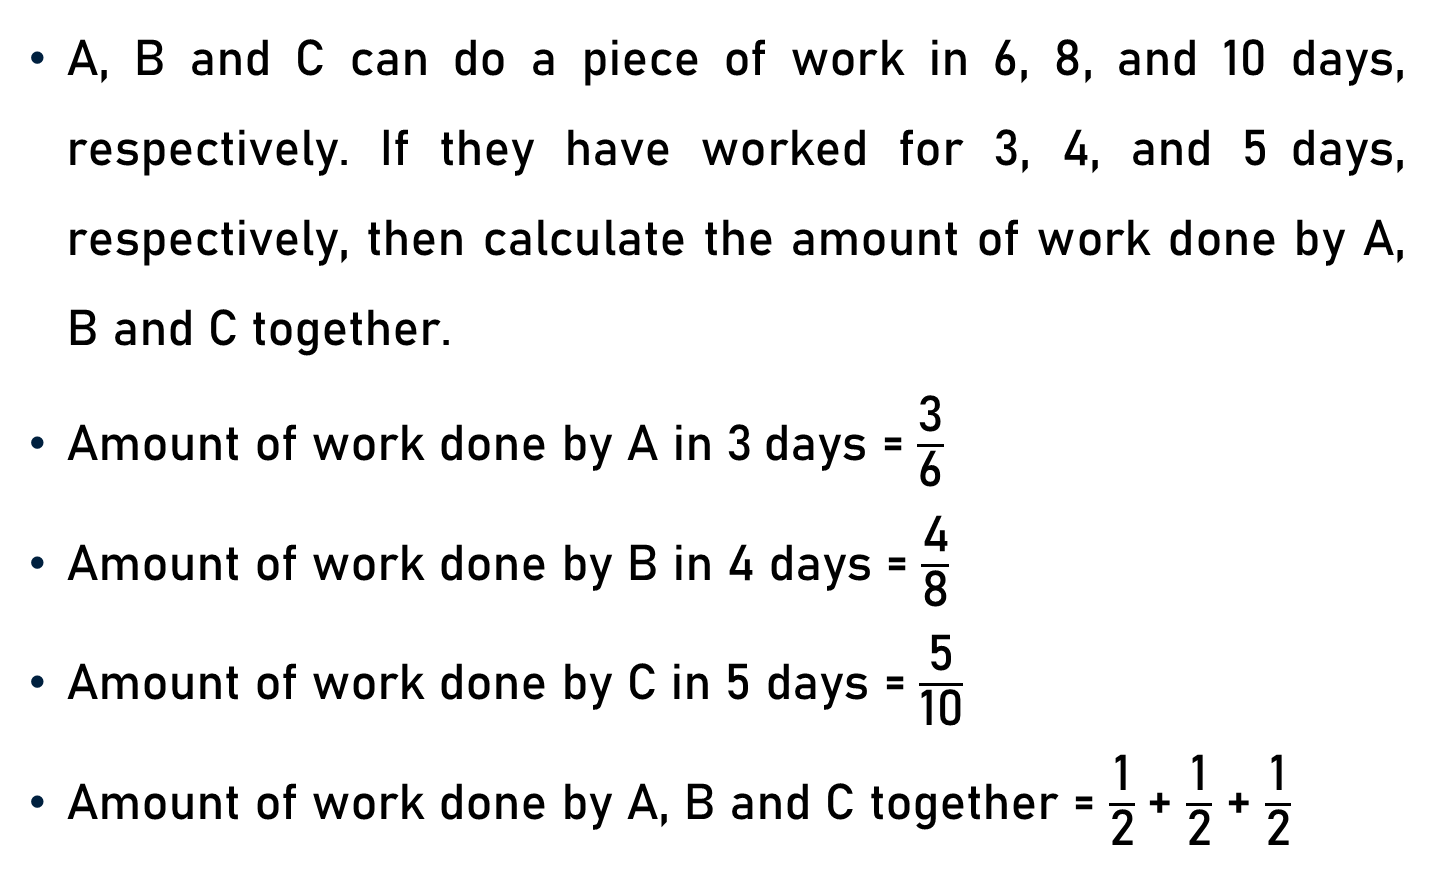 • A, B and C can do a piece of work in 6, 8, and 10 days,
respectively. If they have worked for 3, 4, and 5 days,
respectively, then calculate the amount of work done by A,
B and C together.
• Amount of work done by A in 3 days = 3/6
• Amount of work done by B in 4 days = 4/8
• Amount of work done by C in 5 days = 5/10
• Amount of work done by A, B and C together = 1/2 + 1/2 + 1/2